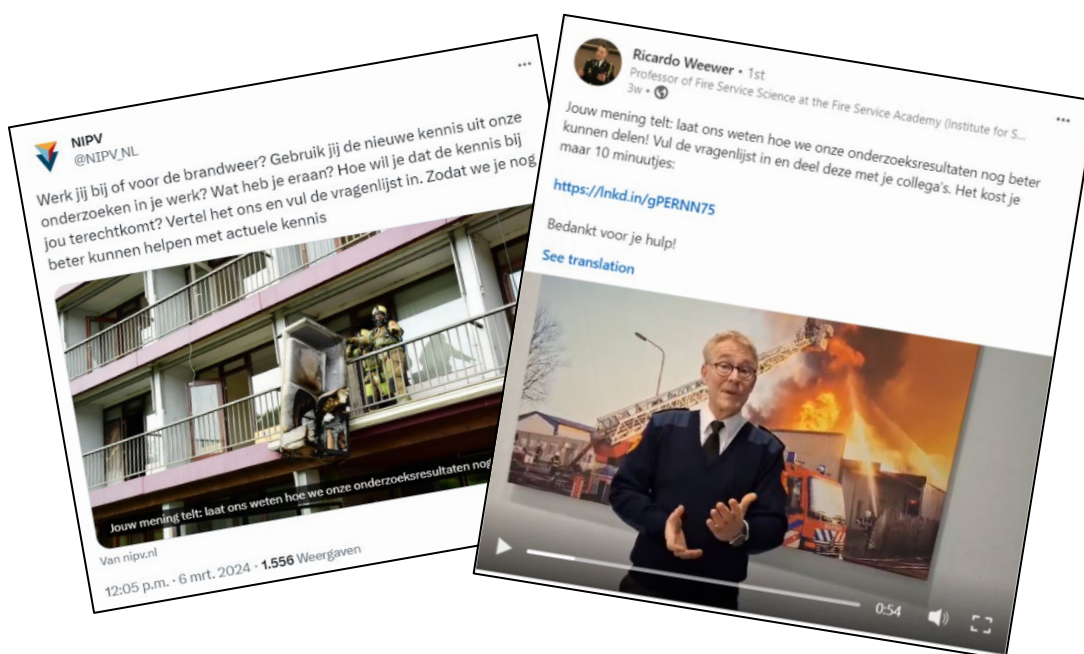 NIPV
@NIPV_NL
Werk jij bij of voor de brandweer? Gebruik jij de nieuwe kennis uit onze
onderzoeken in je werk? Wat heb je eraan? Hoe wil je dat de kennis bij
jou terechtkomt? Vertel het ons en vul de vragenlijst in. Zodat we je nog
beter kunnen helpen met actuele kennis
Jouw mening telt: laat ons weten hoe we onze onderzoeksresultaten nog
Van nipv.nl
12:05 p.m. · 6 mrt. 2024 · 1.556 Weergaven
Ricardo Weewer • 1st
Professor of Fire Service Science at the Fire Service Academy (Institute for S...
3w •
Jouw mening telt: laat ons weten hoe we onze onderzoeksresultaten nog beter
kunnen delen! Vul de vragenlijst in en deel deze met je collega's. Het kost je
maar 10 minuutjes:
https://lnkd.in/gPERNN75
Bedankt voor je hulp!
See translation
0:54